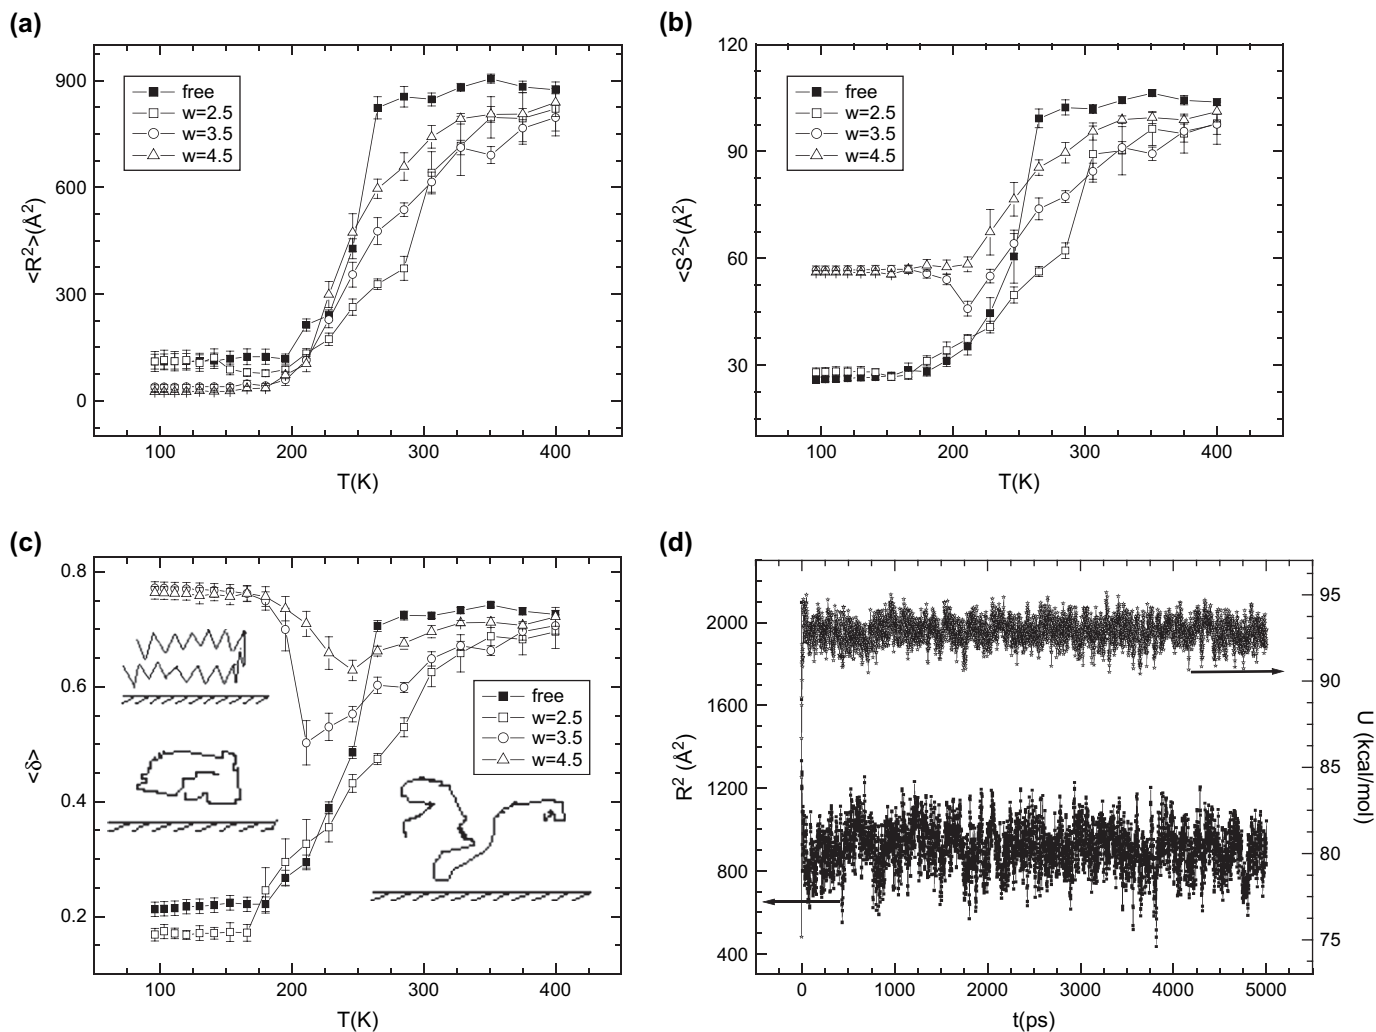 (a)
900
600
300
0
<R²>(Å²)
free
w=2.5
w=3.5
w=4.5
100 200 300 400
T(K)
(b)
120
90
60
30
<S²>(Å²)
free
w=2.5
w=3.5
w=4.5
100 200 300 400
T(K)
(c)
0.8
0.6
0.4
0.2
<δ>
free
w=2.5
w=3.5
w=4.5
100 200 300 400
T(K)
(d)
2000
1600
1200
800
400
R² (Å²)
95
90
85
80
75
U (kcal/mol)
0 1000 2000 3000 4000 5000
t(ps)